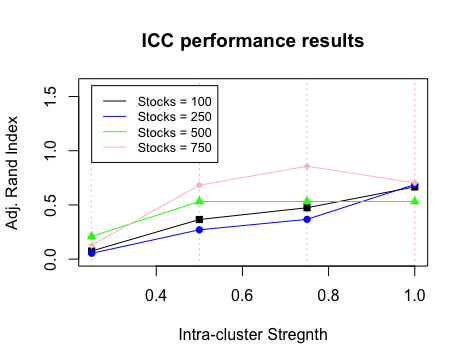 ICC performance results
Stocks = 100
Stocks = 250
Stocks = 500
Stocks = 750
Adj. Rand Index
0.0
0.5
1.0
1.5
0.4
0.6
0.8
1.0
Intra-cluster Stregnth